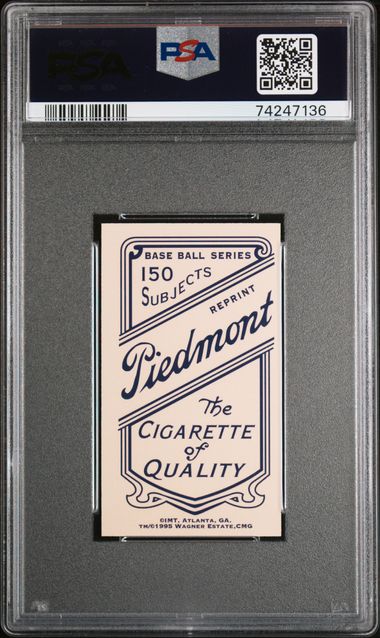 PSA
PSA
74247136
BASE BALL SERIES
150
SUBJECTS
REPRINT
Piedmont
The
CIGARETTE
of
QUALITY
©IMT, ATLANTA, GA.
TM/©1995 WAGNER ESTATE,CMG